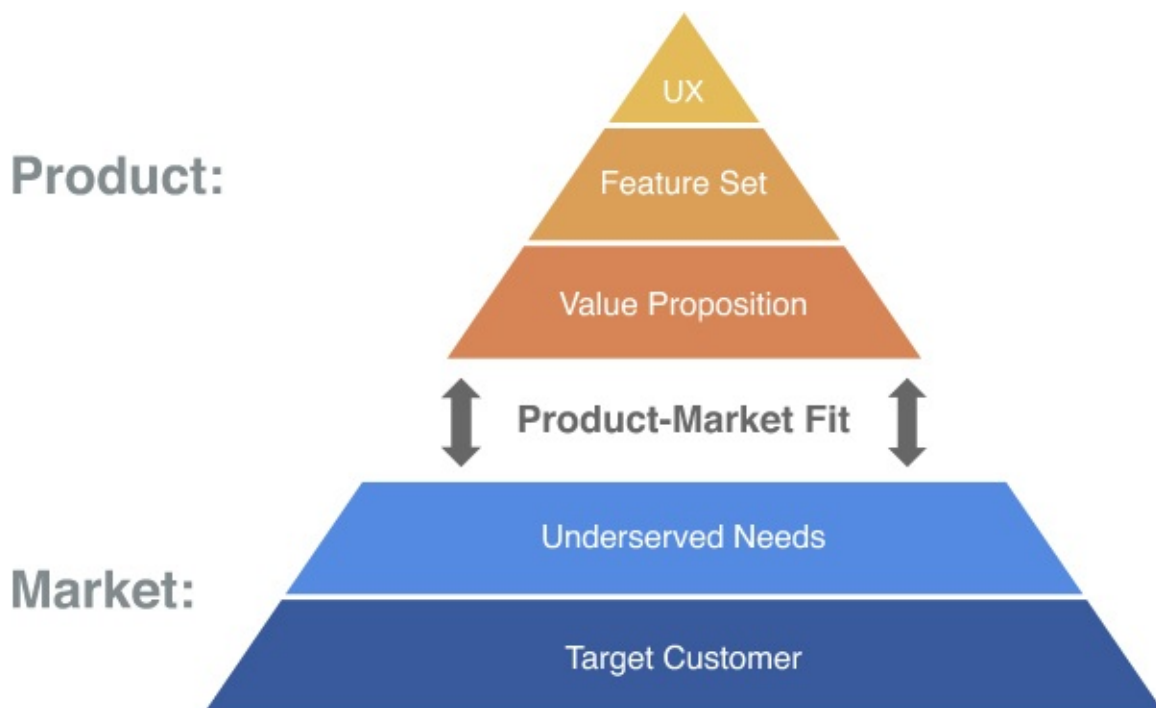 UX
Product:
Feature Set
Value Proposition
Product-Market Fit
Underserved Needs
Market:
Target Customer